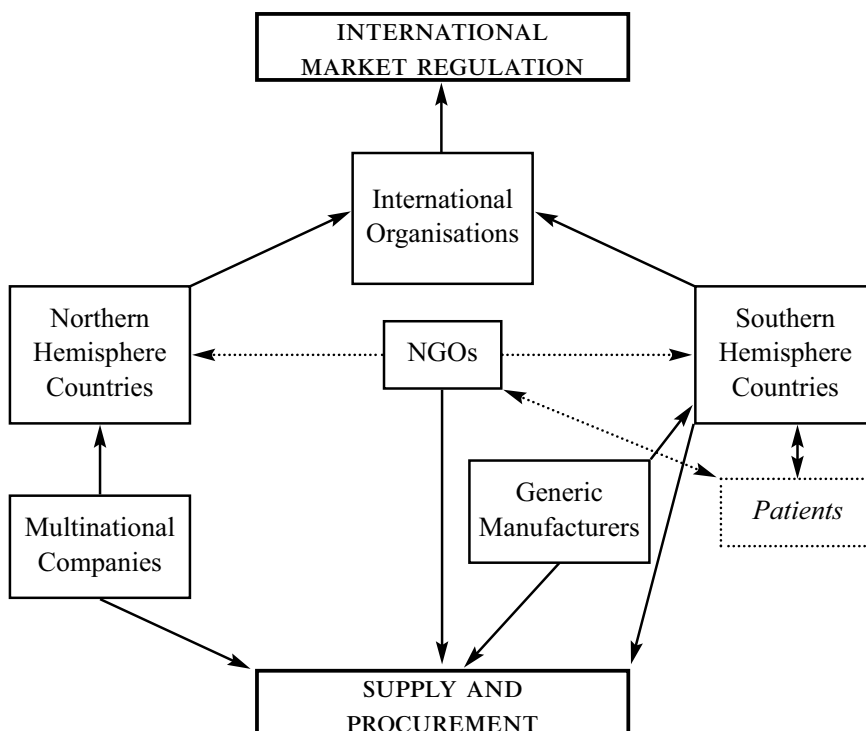 INTERNATIONAL
MARKET REGULATION
International
Organisations
Northern
Hemisphere
Countries
NGOs
Southern
Hemisphere
Countries
Multinational
Companies
Generic
Manufacturers
Patients
SUPPLY AND
PROCUREMENT